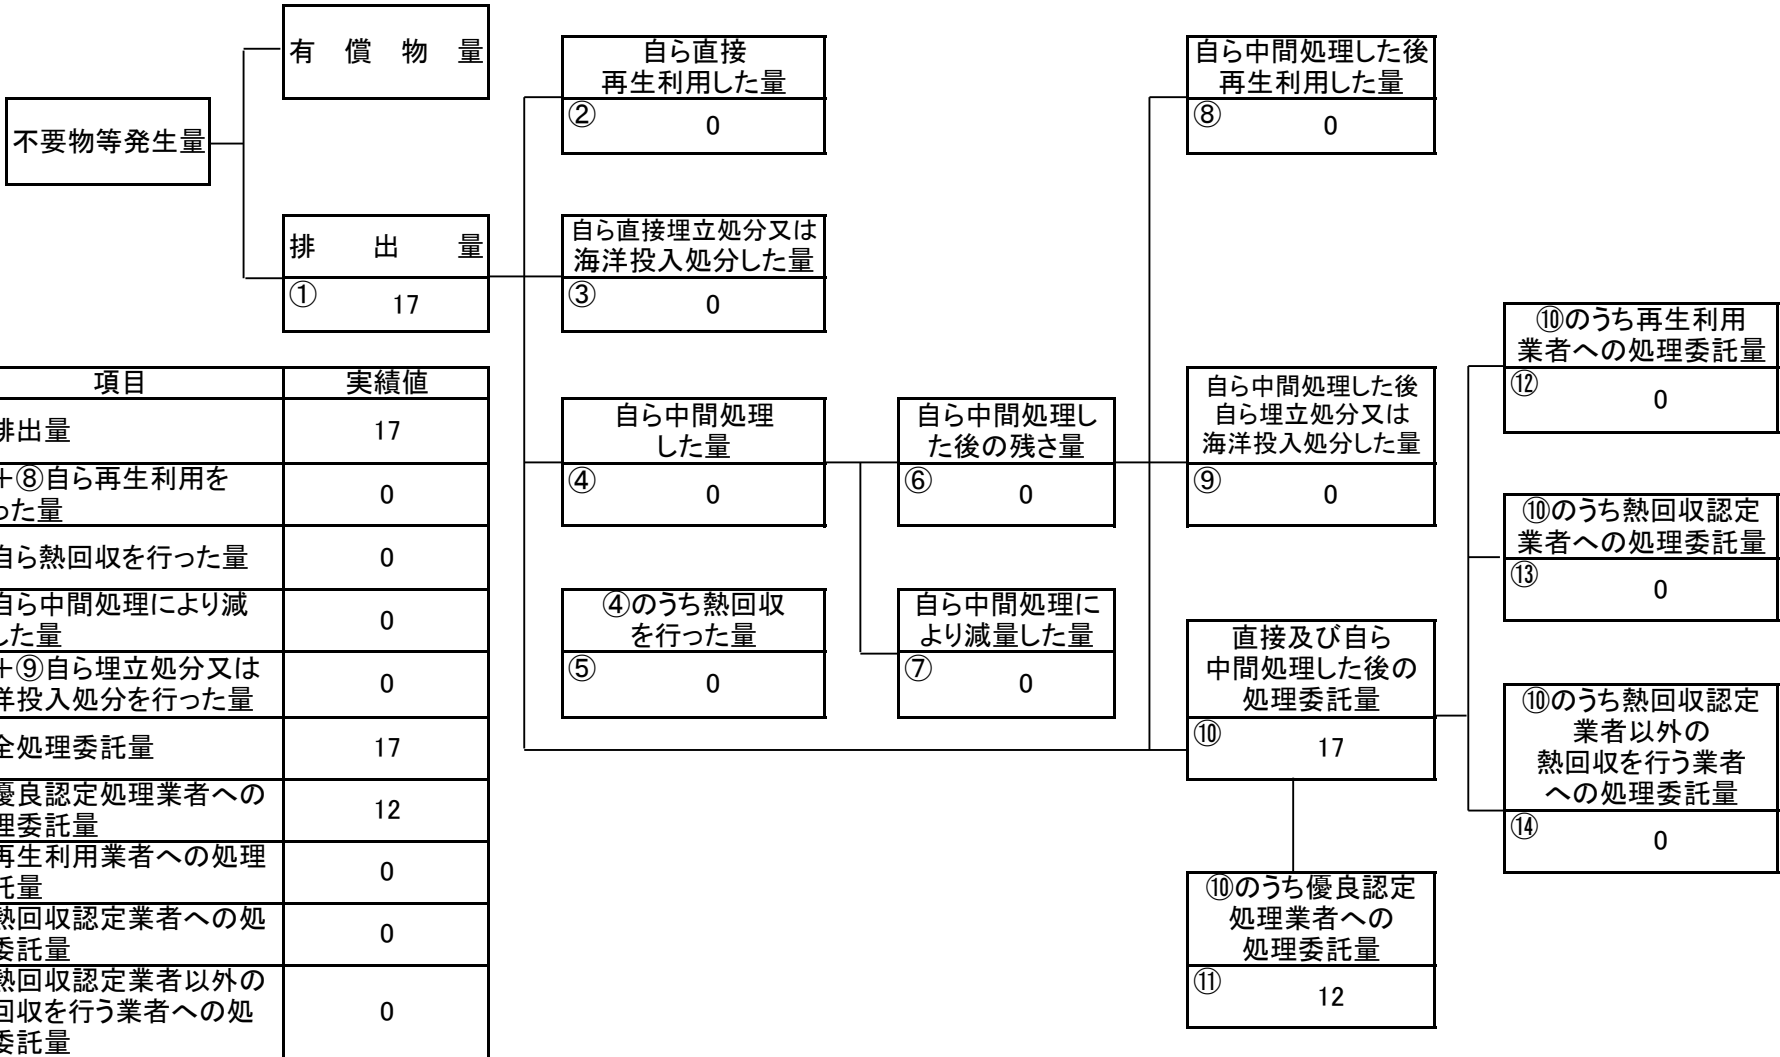 有 償 物 量
不要物等発生量
排 出 量
① 17
自ら直接
再生利用した量
② 0
自ら直接埋立処分又は
海洋投入処分した量
③ 0
自ら中間処理
した量
④ 0
④のうち熱回収
を行った量
⑤ 0
自ら中間処理し
た後の残さ量
⑥ 0
自ら中間処理に
より減量した量
⑦ 0
自ら中間処理した後
再生利用した量
⑧ 0
自ら中間処理した後
自ら埋立処分又は
海洋投入処分した量
⑨ 0
直接及び自ら
中間処理した後の
処理委託量
⑩ 17
⑩のうち優良認定
処理業者への
処理委託量
⑪ 12
⑩のうち再生利用
業者への処理委託量
⑫ 0
⑩のうち熱回収認定
業者への処理委託量
⑬ 0
⑩のうち熱回収認定
業者以外の
熱回収を行う業者
への処理委託量
⑭ 0
項目 実績値
排出量 17
+⑧自ら再生利用を
った量 0
自ら熱回収を行った量 0
自ら中間処理により減
した量 0
+⑨自ら埋立処分又は
洋投入処分を行った量 0
全処理委託量 17
優良認定処理業者への
理委託量 12
再生利用業者への処理
託量 0
熱回収認定業者への処
委託量 0
熱回収認定業者以外の
回収を行う業者への処
委託量 0